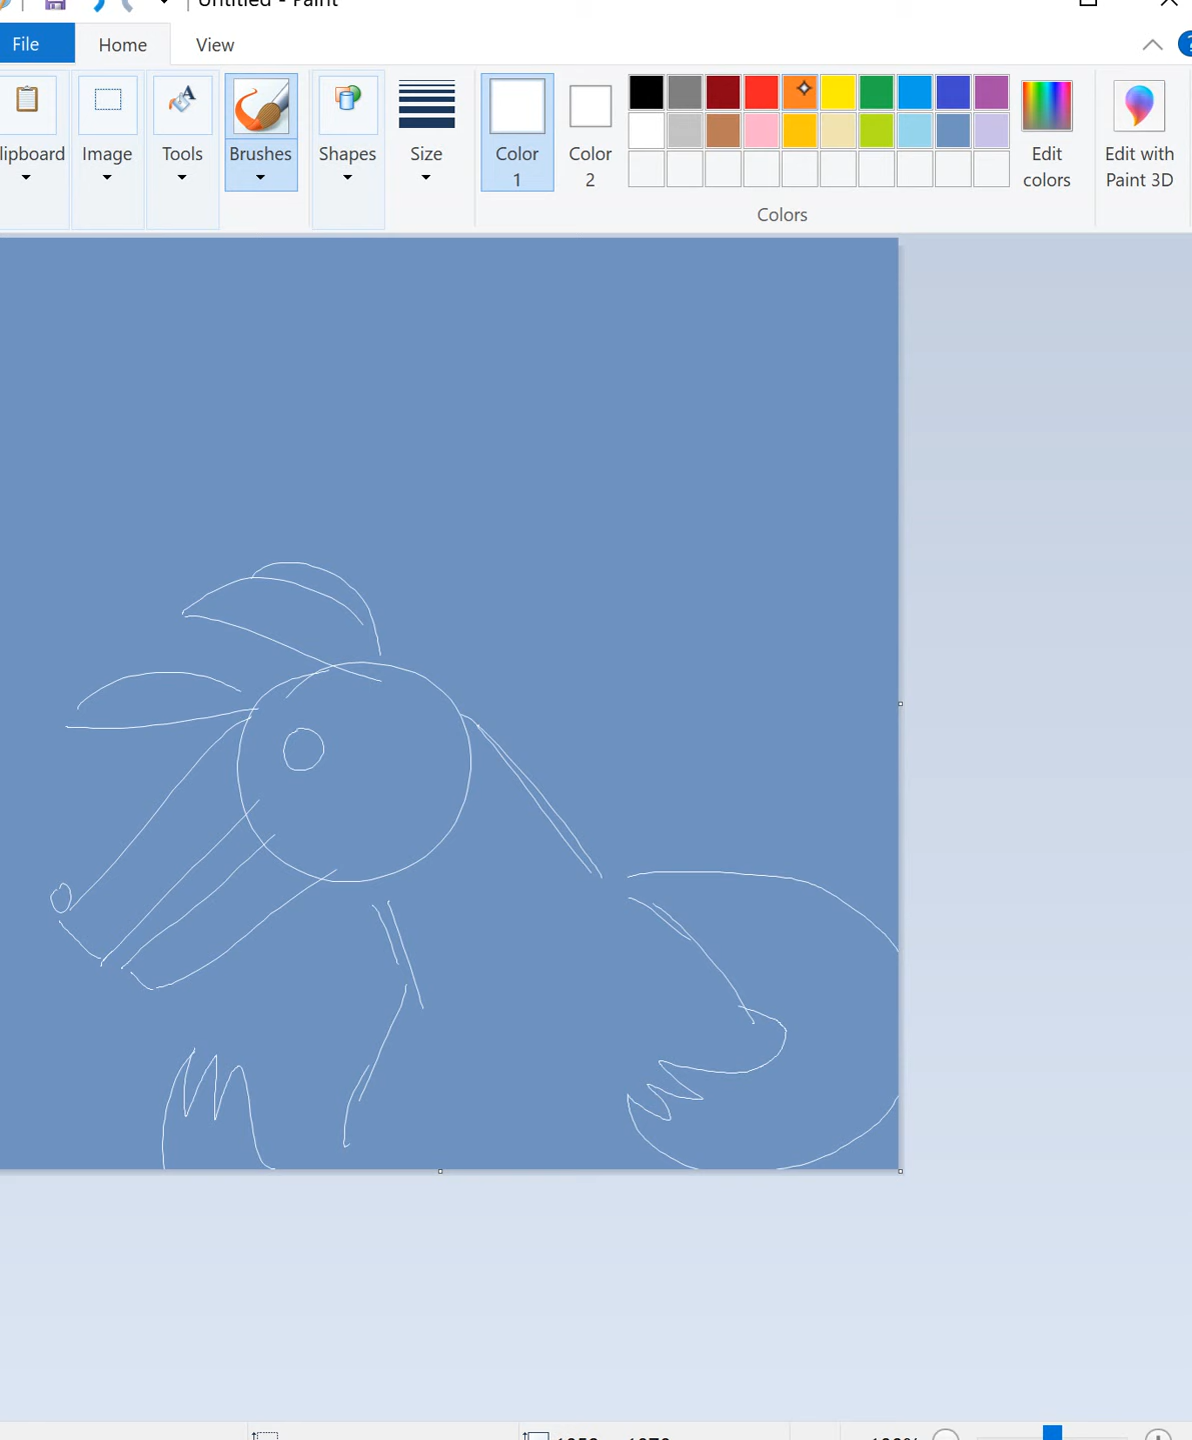 Untitled - Paint
File Home View
lipboard Image Tools Brushes Shapes Size Color 1 Color 2 Edit colors Edit with Paint 3D
Colors